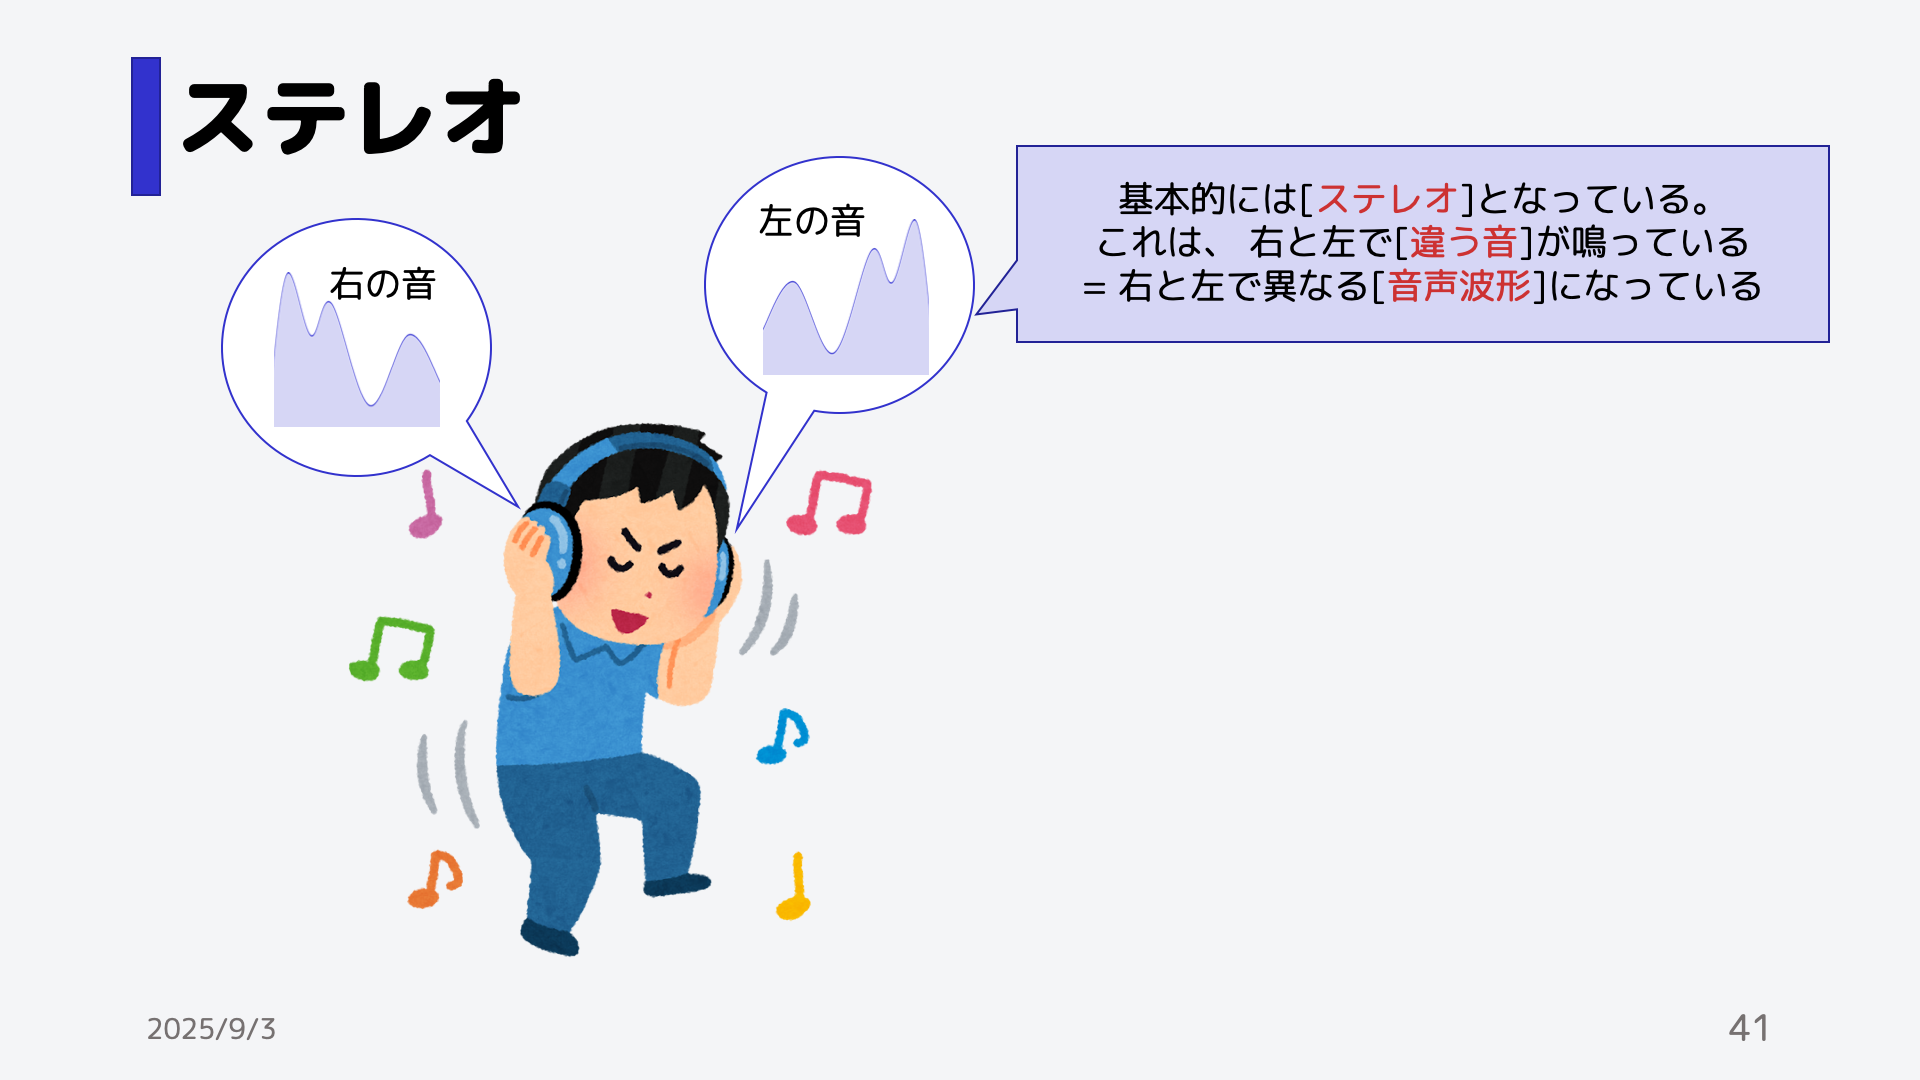 ステレオ
右の音
左の音
基本的には[ステレオ]となっている。
これは、 右と左で[違う音]が鳴っている
= 右と左で異なる[音声波形]になっている
2025/9/3
41